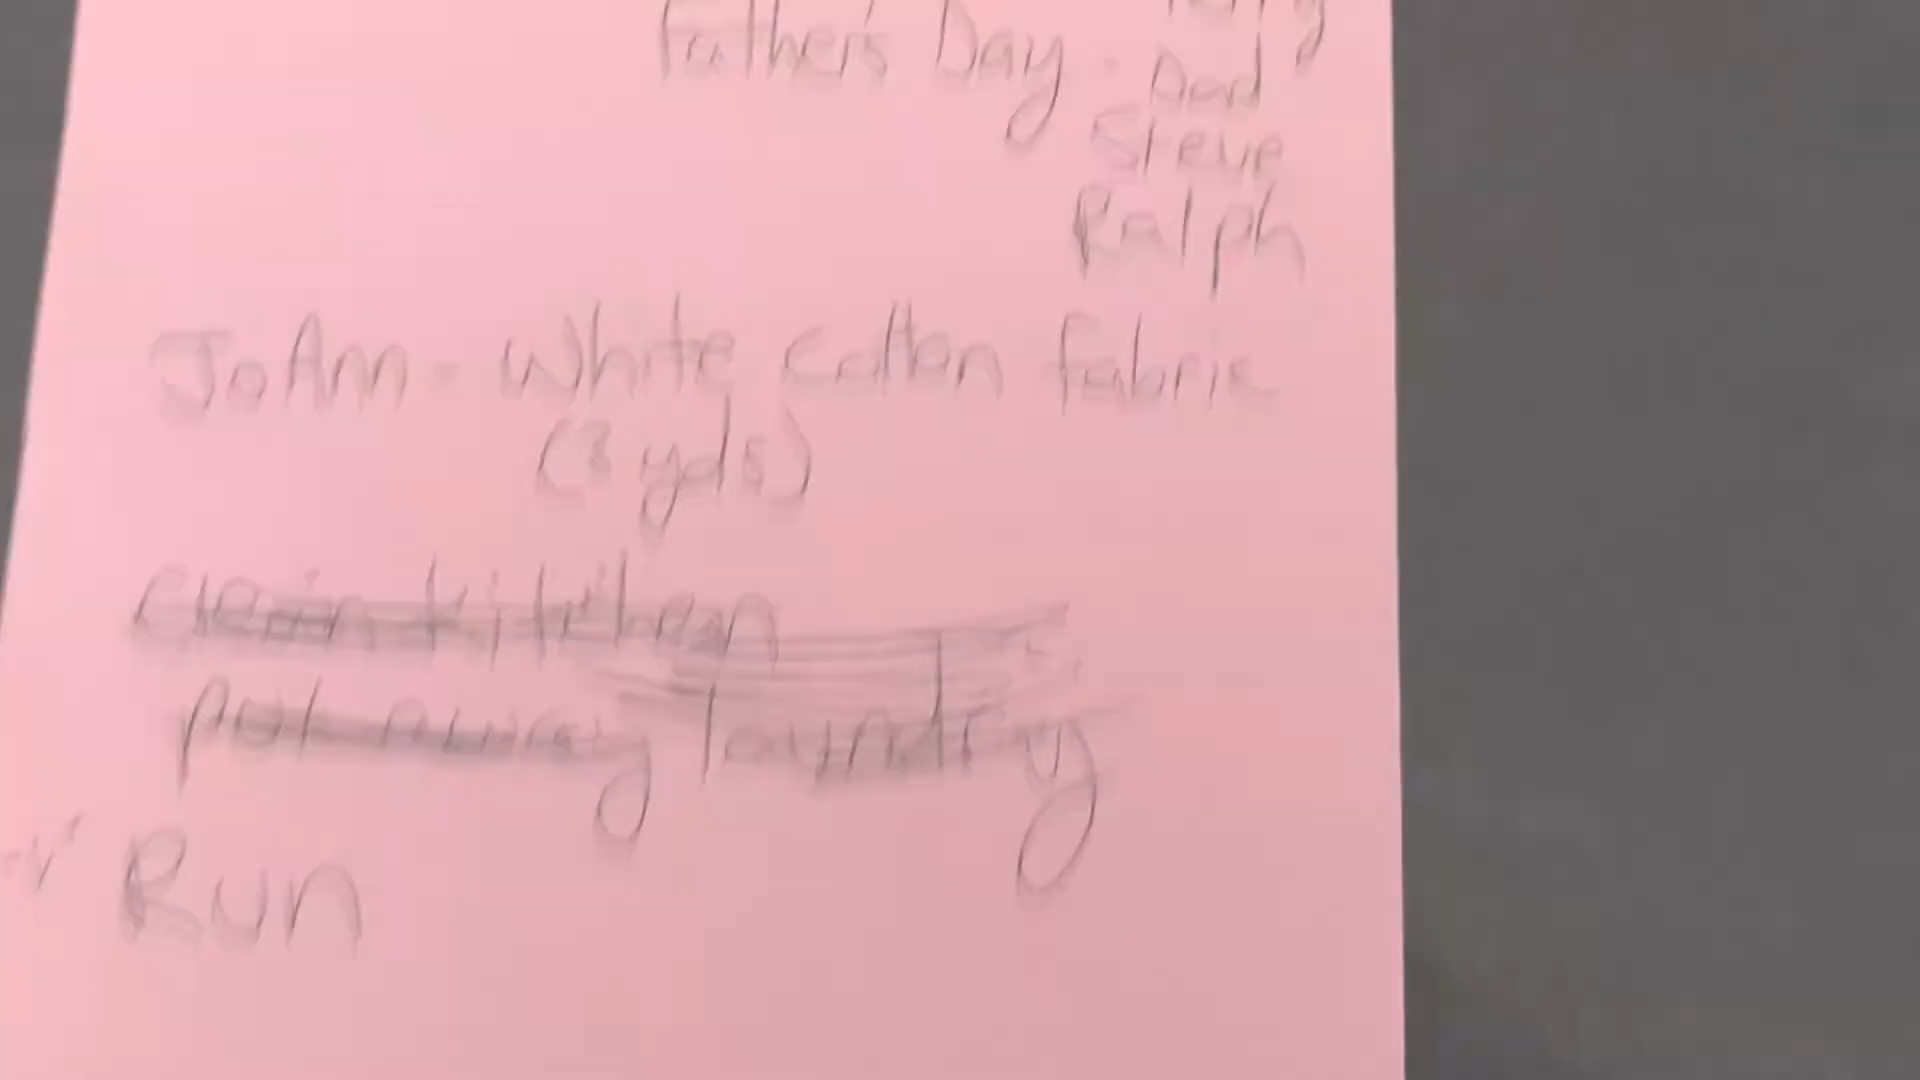 Father's Day - Dad
Steve
Ralph
JoAnn - White Cotton Fabric
(3 yds)
clean kitchen
put away laundry
Run